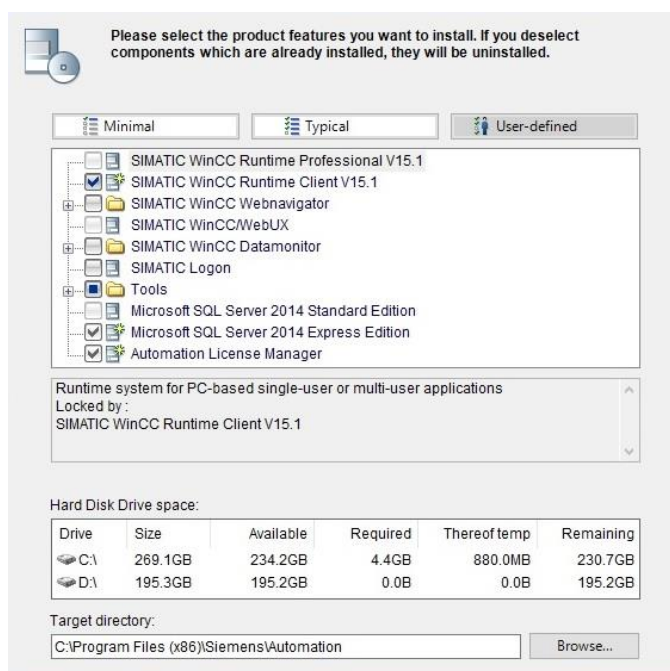 Please select the product features you want to install. If you deselect
components which are already installed, they will be uninstalled.
Minimal
Typical
User-defined
SIMATIC WinCC Runtime Professional V15.1
SIMATIC WinCC Runtime Client V15.1
SIMATIC WinCC Webnavigator
SIMATIC WinCC/WebUX
SIMATIC WinCC Datamonitor
SIMATIC Logon
Tools
Microsoft SQL Server 2014 Standard Edition
Microsoft SQL Server 2014 Express Edition
Automation License Manager
Runtime system for PC-based single-user or multi-user applications
Locked by :
SIMATIC WinCC Runtime Client V15.1
Hard Disk Drive space:
Drive Size Available Required Thereof temp Remaining
C:\ 269.1GB 234.2GB 4.4GB 880.0MB 230.7GB
D:\ 195.3GB 195.2GB 0.0B 0.0B 195.2GB
Target directory:
C:\Program Files (x86)\Siemens\Automation
Browse...